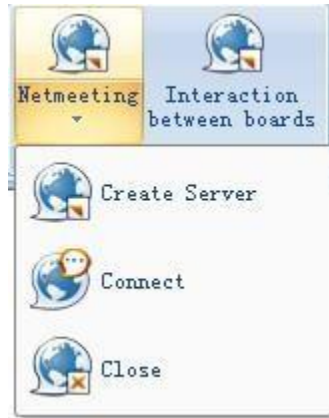 Netmeeting
Interaction
between boards
Create Server
Connect
Close